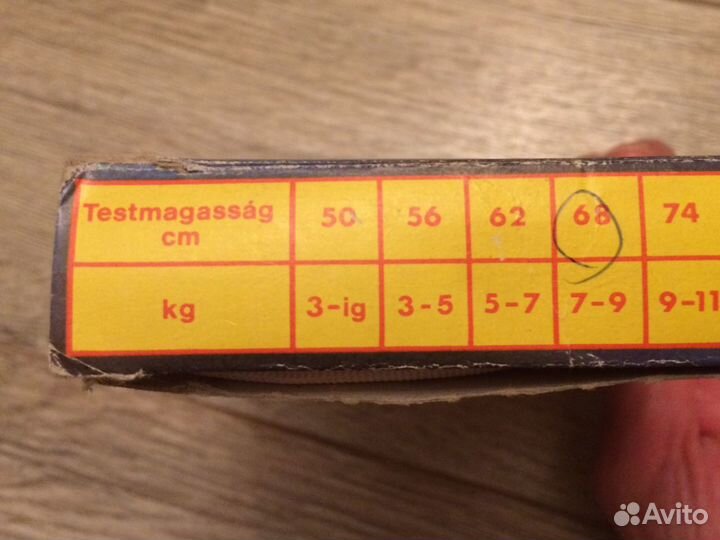 Testmagasság cm 50 56 62 68 74
kg 3-ig 3-5 5-7 7-9 9-11
Avito